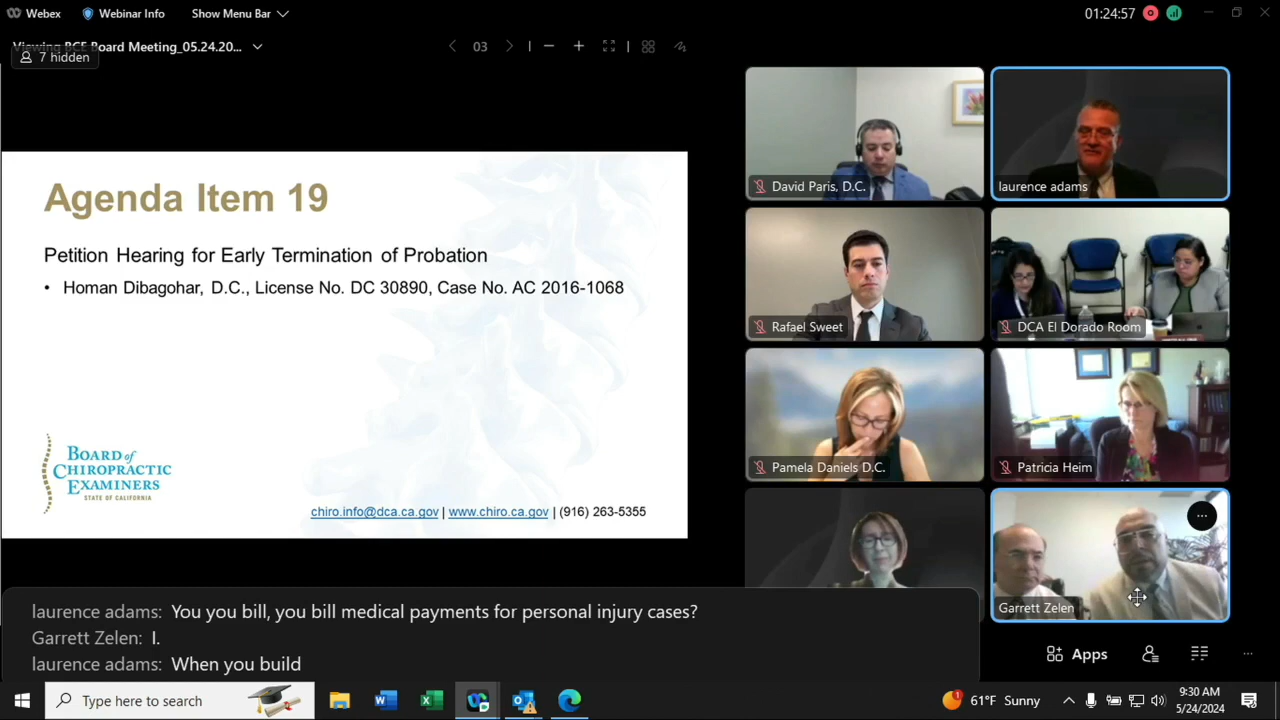 Webex
Webinar Info
Show Menu Bar
01:24:57
Viewing BCE Board Meeting_05.24.20...
7 hidden
03
Agenda Item 19
Petition Hearing for Early Termination of Probation
• Homan Dibagohar, D.C., License No. DC 30890, Case No. AC 2016-1068
BOARD of
CHIROPRACTIC
EXAMINERS
STATE OF CALIFORNIA
chiro.info@dca.ca.gov | www.chiro.ca.gov | (916) 263-5355
David Paris, D.C.
laurence adams
Rafael Sweet
DCA El Dorado Room
Pamela Daniels D.C.
Patricia Heim
Garrett Zelen
laurence adams: You you bill, you bill medical payments for personal injury cases?
Garrett Zelen: I.
laurence adams: When you build
Apps
Type here to search
1
61°F Sunny
9:30 AM
5/24/2024